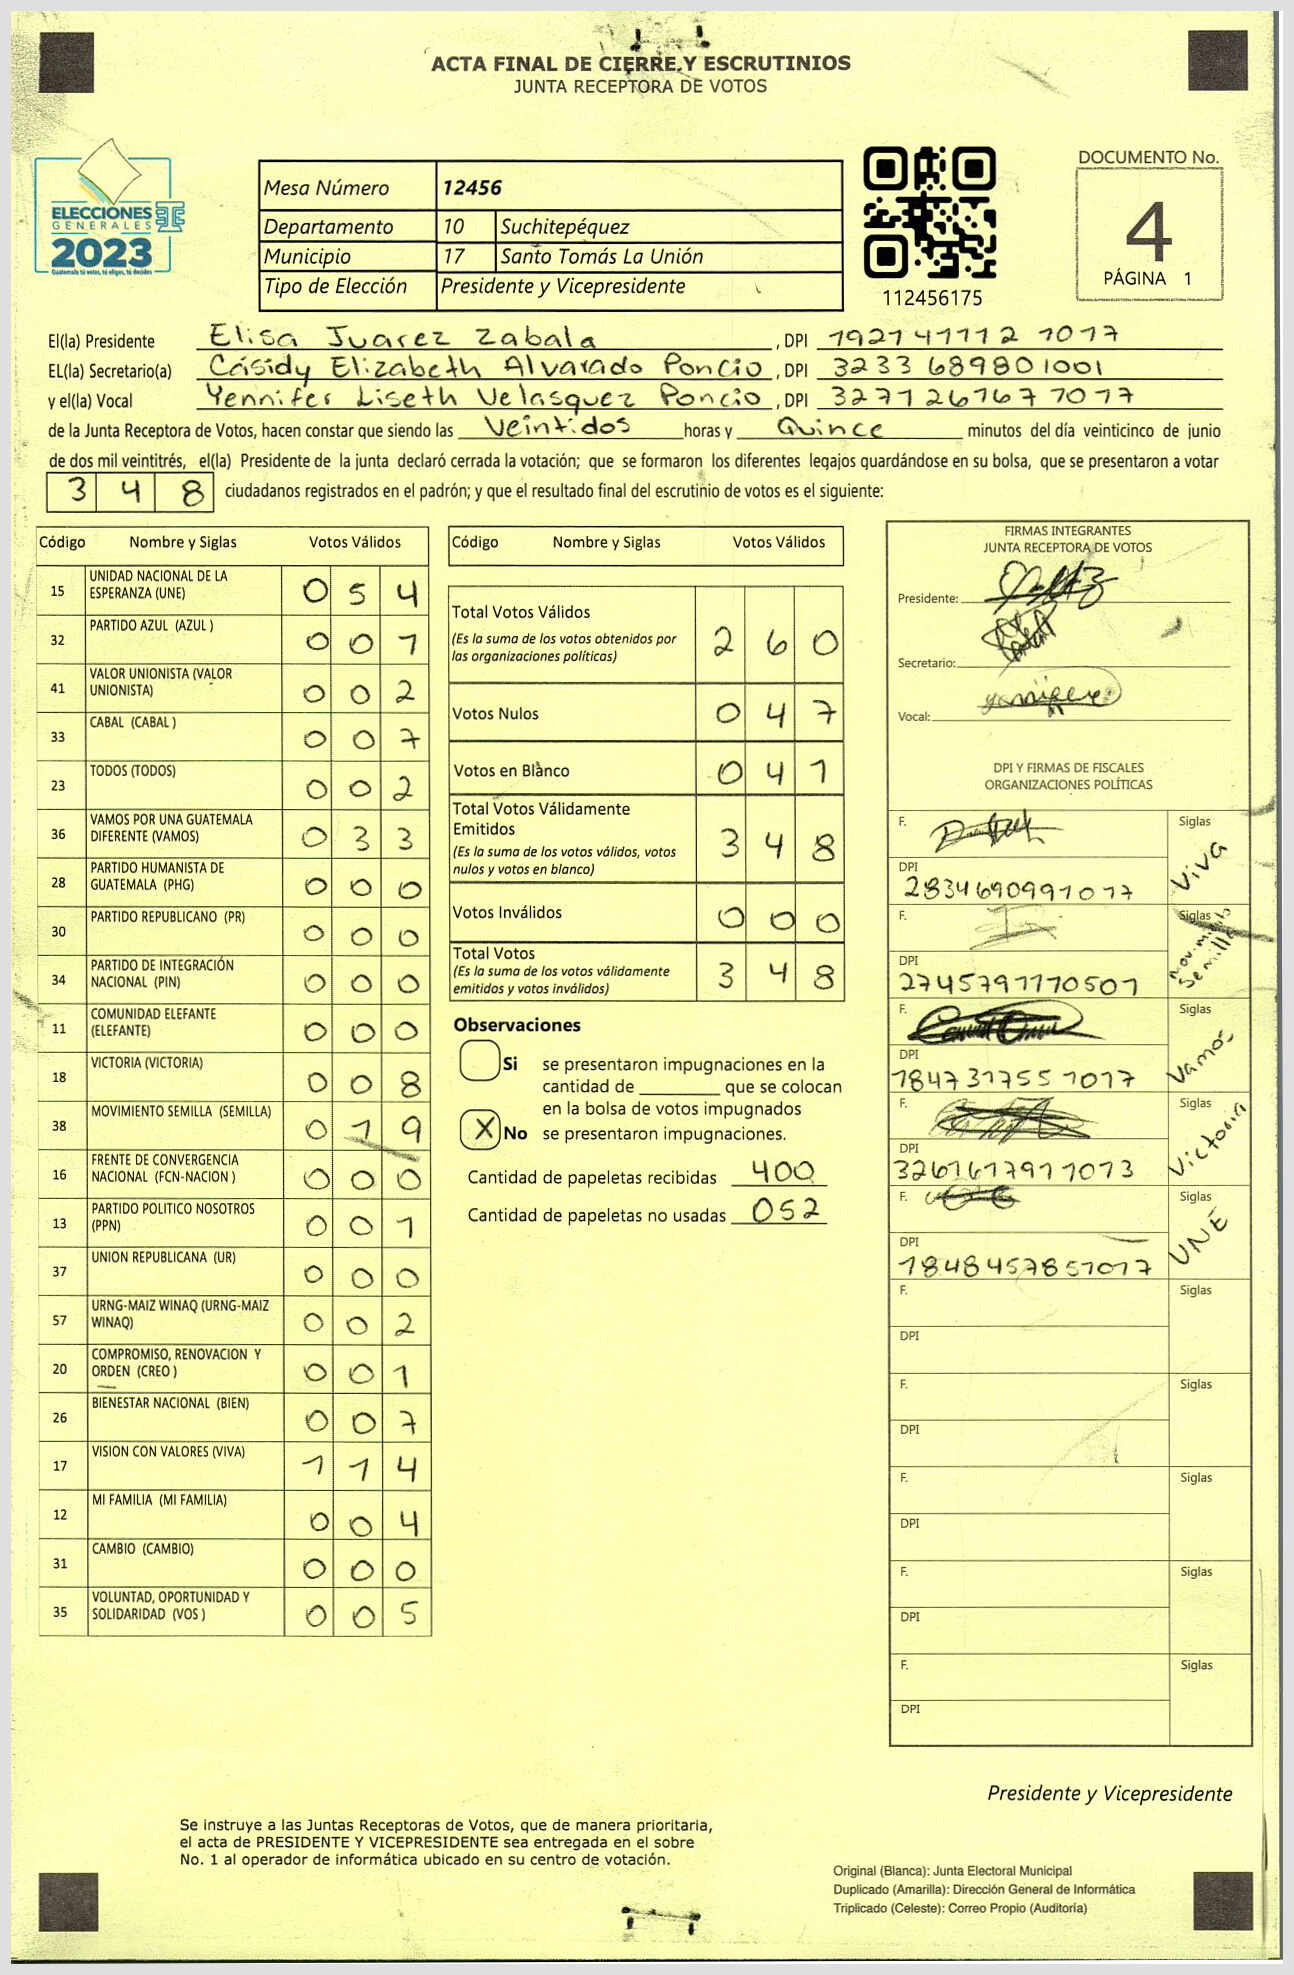 ACTA FINAL DE CIERRE Y ESCRUTINIOS
JUNTA RECEPTORA DE VOTOS
ELECCIONES
GENERALES
2023
Guatemala tú votas, tú eliges, tú decides
Mesa Número 12456
Departamento 10 Suchitepéquez
Municipio 17 Santo Tomás La Unión
Tipo de Elección Presidente y Vicepresidente
112456175
DOCUMENTO No.
4
PÁGINA 1
El(la) Presidente Elisa Juarez Zabala, DPI 1921 41112 1017
EL(la) Secretario(a) Cásidy Elizabeth Alvarado Poncio, DPI 3233 689801001
y el(la) Vocal Yennifer Liseth Velasquez Poncio, DPI 3271261677017
de la Junta Receptora de Votos, hacen constar que siendo las Veintidos horas y Quince minutos del día veinticinco de junio
de dos mil veintitrés, el(la) Presidente de la junta declaró cerrada la votación; que se formaron los diferentes legajos guardándose en su bolsa, que se presentaron a votar
3 4 8 ciudadanos registrados en el padrón; y que el resultado final del escrutinio de votos es el siguiente:
Código Nombre y Siglas Votos Válidos
15 UNIDAD NACIONAL DE LA ESPERANZA (UNE) 0 5 4
32 PARTIDO AZUL (AZUL ) 0 0 1
41 VALOR UNIONISTA (VALOR UNIONISTA) 0 0 2
33 CABAL (CABAL ) 0 0 7
23 TODOS (TODOS) 0 0 2
36 VAMOS POR UNA GUATEMALA DIFERENTE (VAMOS) 0 3 3
28 PARTIDO HUMANISTA DE GUATEMALA (PHG) 0 0 0
30 PARTIDO REPUBLICANO (PR) 0 0 0
34 PARTIDO DE INTEGRACIÓN NACIONAL (PIN) 0 0 0
11 COMUNIDAD ELEFANTE (ELEFANTE) 0 0 0
18 VICTORIA (VICTORIA) 0 0 8
38 MOVIMIENTO SEMILLA (SEMILLA) 0 1 9
16 FRENTE DE CONVERGENCIA NACIONAL (FCN-NACION ) 0 0 0
13 PARTIDO POLITICO NOSOTROS (PPN) 0 0 1
37 UNION REPUBLICANA (UR) 0 0 0
57 URNG-MAIZ WINAQ (URNG-MAIZ WINAQ) 0 0 2
20 COMPROMISO, RENOVACION Y ORDEN (CREO ) 0 0 1
26 BIENESTAR NACIONAL (BIEN) 0 0 7
17 VISION CON VALORES (VIVA) 1 1 4
12 MI FAMILIA (MI FAMILIA) 0 0 4
31 CAMBIO (CAMBIO) 0 0 0
35 VOLUNTAD, OPORTUNIDAD Y SOLIDARIDAD (VOS ) 0 0 5
Código Nombre y Siglas Votos Válidos
Total Votos Válidos 2 6 0
(Es la suma de los votos obtenidos por
las organizaciones políticas)
Votos Nulos 0 4 7
Votos en Blanco 0 4 1
Total Votos Válidamente
Emitidos 3 4 8
(Es la suma de los votos válidos, votos
nulos y votos en blanco)
Votos Inválidos 0 0 0
Total Votos 3 4 8
(Es la suma de los votos válidamente
emitidos y votos inválidos)
Observaciones
Si se presentaron impugnaciones en la
cantidad de ________ que se colocan
en la bolsa de votos impugnados
X No se presentaron impugnaciones.
Cantidad de papeletas recibidas 400
Cantidad de papeletas no usadas 052
FIRMAS INTEGRANTES
JUNTA RECEPTORA DE VOTOS
Presidente:
Secretario:
Vocal:
DPI Y FIRMAS DE FISCALES
ORGANIZACIONES POLÍTICAS
F. Siglas Viva
DPI 2834690991017
F. Siglas Movimiento Semilla
DPI 2745791770501
F. Siglas Vamos
DPI 1847317551017
F. Siglas Victoria
DPI 3261617911013
F. Siglas UNE
DPI 1848457851017
F. Siglas
DPI
F. Siglas
DPI
F. Siglas
DPI
F. Siglas
DPI
F. Siglas
DPI
Presidente y Vicepresidente
Se instruye a las Juntas Receptoras de Votos, que de manera prioritaria,
el acta de PRESIDENTE Y VICEPRESIDENTE sea entregada en el sobre
No. 1 al operador de informática ubicado en su centro de votación.
Original (Blanca): Junta Electoral Municipal
Duplicado (Amarilla): Dirección General de Informática
Triplicado (Celeste): Correo Propio (Auditoría)